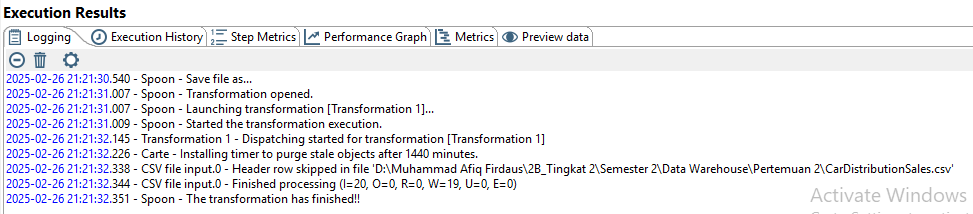 Execution Results
Logging Execution History Step Metrics Performance Graph Metrics Preview data
2025-02-26 21:21:30.540 - Spoon - Save file as...
2025-02-26 21:21:31.007 - Spoon - Transformation opened.
2025-02-26 21:21:31.007 - Spoon - Launching transformation [Transformation 1]...
2025-02-26 21:21:31.009 - Spoon - Started the transformation execution.
2025-02-26 21:21:32.145 - Transformation 1 - Dispatching started for transformation [Transformation 1]
2025-02-26 21:21:32.226 - Carte - Installing timer to purge stale objects after 1440 minutes.
2025-02-26 21:21:32.338 - CSV file input.0 - Header row skipped in file 'D:\Muhammad Afiq Firdaus\2B_Tingkat 2\Semester 2\Data Warehouse\Pertemuan 2\CarDistributionSales.csv'
2025-02-26 21:21:32.344 - CSV file input.0 - Finished processing (I=20, O=0, R=0, W=19, U=0, E=0)
2025-02-26 21:21:32.351 - Spoon - The transformation has finished!!
Activate Windows